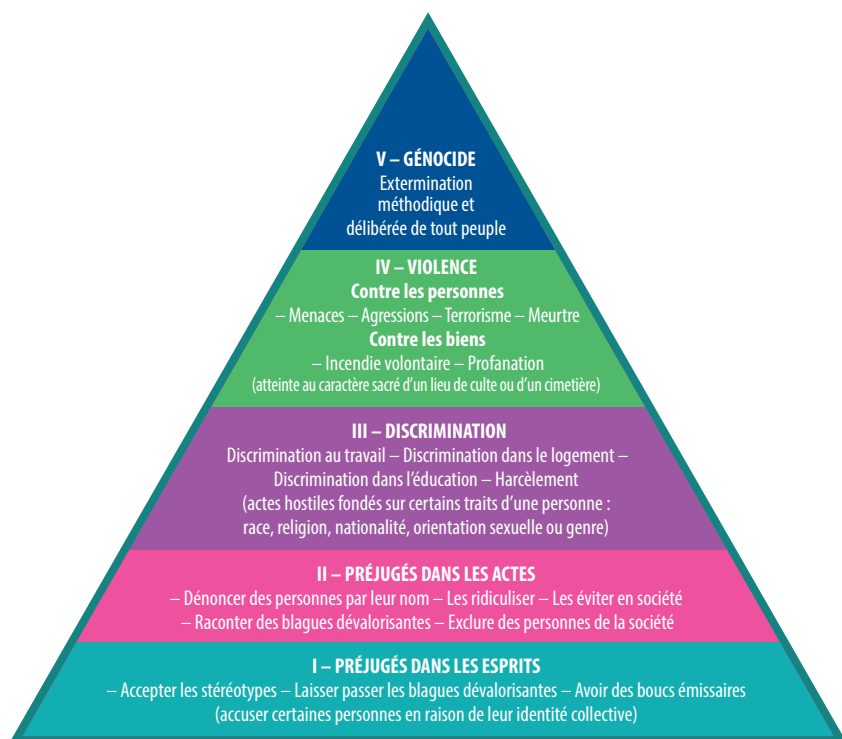 V – GÉNOCIDE
Extermination
méthodique et
délibérée de tout peuple
IV – VIOLENCE
Contre les personnes
– Menaces – Agressions – Terrorisme – Meurtre
Contre les biens
– Incendie volontaire – Profanation
(atteinte au caractère sacré d’un lieu de culte ou d’un cimetière)
III – DISCRIMINATION
Discrimination au travail – Discrimination dans le logement –
Discrimination dans l’éducation – Harcèlement
(actes hostiles fondés sur certains traits d’une personne :
race, religion, nationalité, orientation sexuelle ou genre)
II – PRÉJUGÉS DANS LES ACTES
– Dénoncer des personnes par leur nom – Les ridiculiser – Les éviter en société
– Raconter des blagues dévalorisantes – Exclure des personnes de la société
I – PRÉJUGÉS DANS LES ESPRITS
– Accepter les stéréotypes – Laisser passer les blagues dévalorisantes – Avoir des boucs émissaires
(accuser certaines personnes en raison de leur identité collective)